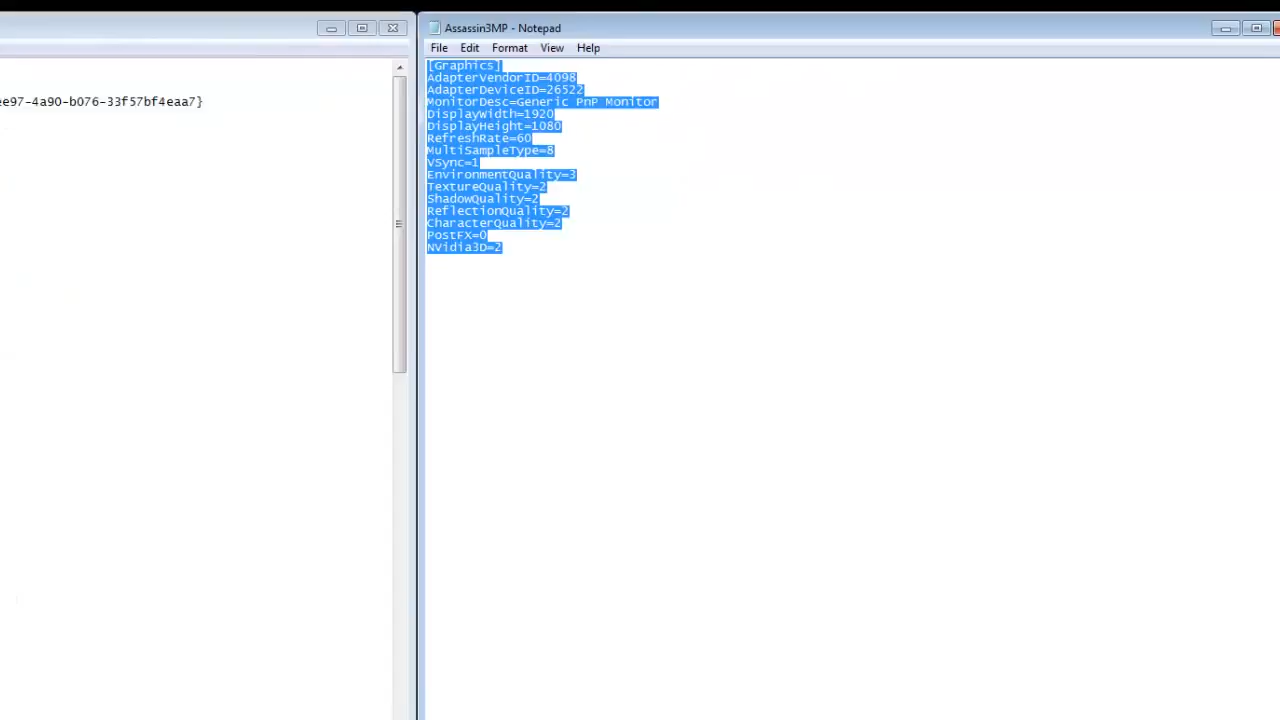 Assassin3MP - Notepad
File Edit Format View Help
ee97-4a90-b076-33f57bf4eaa7}
[Graphics]
AdapterVendorID=4098
AdapterDeviceID=26522
MonitorDesc=Generic PnP Monitor
DisplayWidth=1920
DisplayHeight=1080
RefreshRate=60
MultiSampleType=8
VSync=1
EnvironmentQuality=3
TextureQuality=2
ShadowQuality=2
ReflectionQuality=2
CharacterQuality=2
PostFX=0
NVidia3D=2